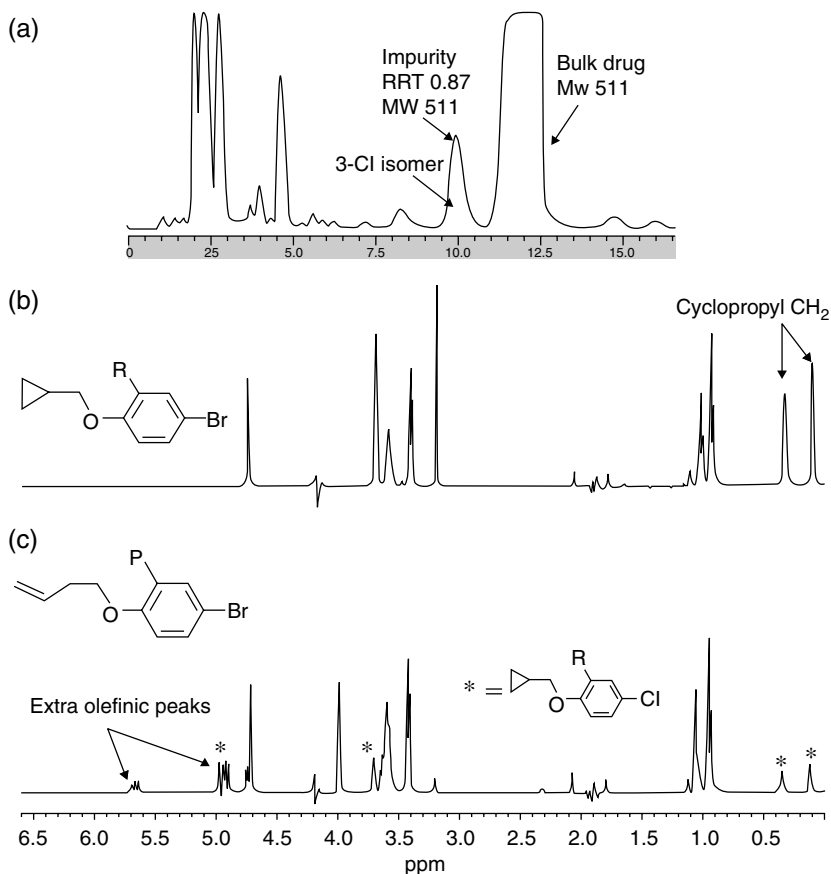 (a)
Impurity
RRT 0.87
MW 511
Bulk drug
Mw 511
3-Cl isomer
0.0 25 5.0 7.5 10.0 12.5 15.0
(b)
Cyclopropyl CH2
R
O
Br
(c)
P
O
Br
* =
R
O
Cl
Extra olefinic peaks
* * * *
6.5 6.0 5.5 5.0 4.5 4.0 3.5 3.0 2.5 2.0 1.5 1.0 0.5
ppm